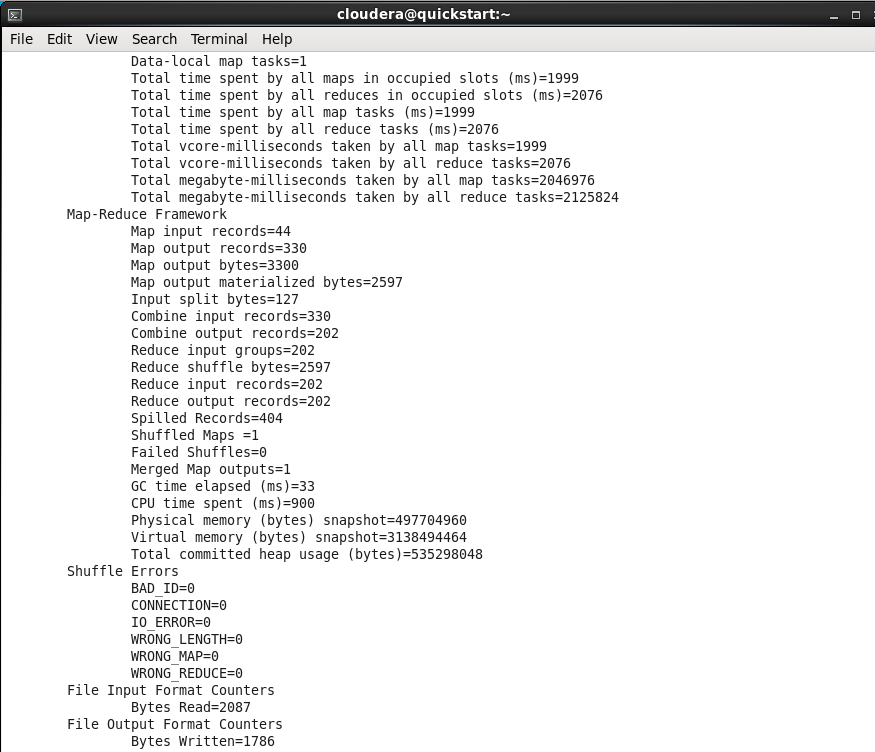 cloudera@quickstart:~
File Edit View Search Terminal Help
Data-local map tasks=1
Total time spent by all maps in occupied slots (ms)=1999
Total time spent by all reduces in occupied slots (ms)=2076
Total time spent by all map tasks (ms)=1999
Total time spent by all reduce tasks (ms)=2076
Total vcore-milliseconds taken by all map tasks=1999
Total vcore-milliseconds taken by all reduce tasks=2076
Total megabyte-milliseconds taken by all map tasks=2046976
Total megabyte-milliseconds taken by all reduce tasks=2125824
Map-Reduce Framework
Map input records=44
Map output records=330
Map output bytes=3300
Map output materialized bytes=2597
Input split bytes=127
Combine input records=330
Combine output records=202
Reduce input groups=202
Reduce shuffle bytes=2597
Reduce input records=202
Reduce output records=202
Spilled Records=404
Shuffled Maps =1
Failed Shuffles=0
Merged Map outputs=1
GC time elapsed (ms)=33
CPU time spent (ms)=900
Physical memory (bytes) snapshot=497704960
Virtual memory (bytes) snapshot=3138494464
Total committed heap usage (bytes)=535298048
Shuffle Errors
BAD_ID=0
CONNECTION=0
IO_ERROR=0
WRONG_LENGTH=0
WRONG_MAP=0
WRONG_REDUCE=0
File Input Format Counters
Bytes Read=2087
File Output Format Counters
Bytes Written=1786